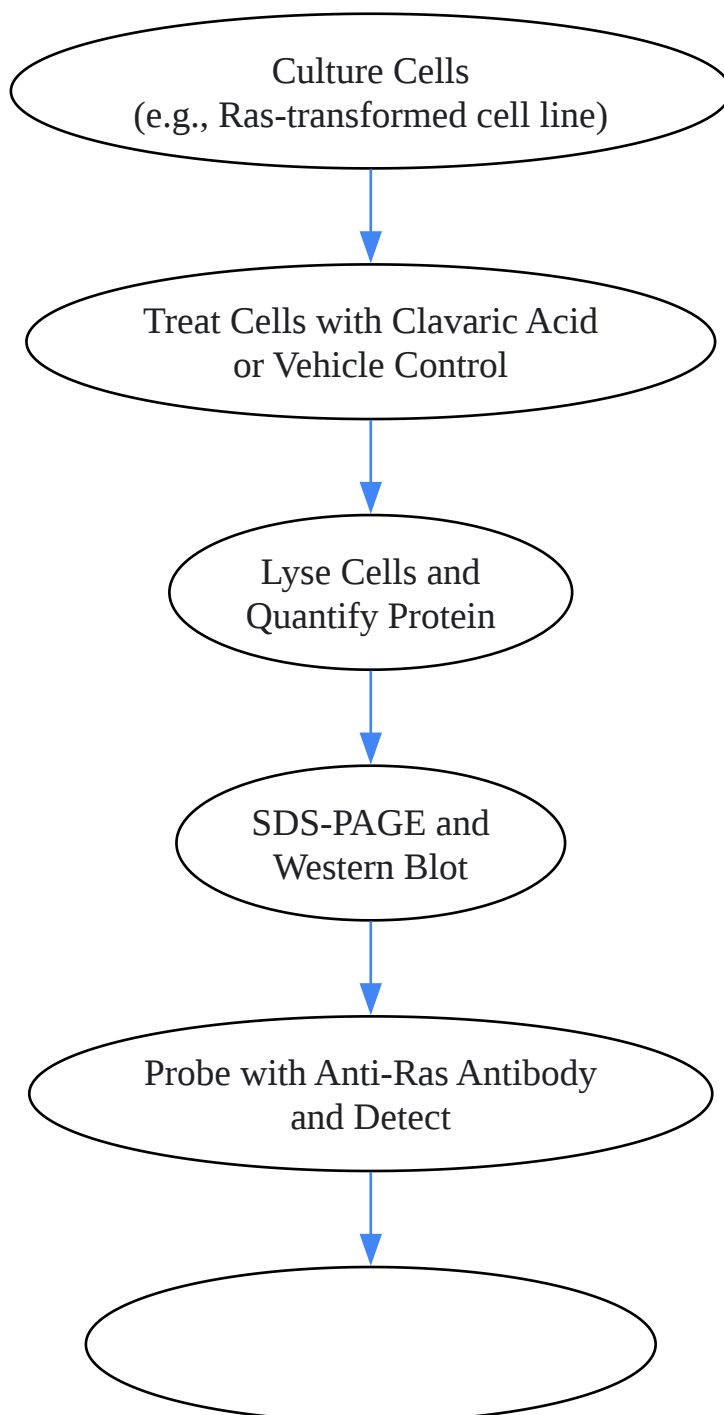 Culture Cells
(e.g., Ras-transformed cell line)
Treat Cells with Clavaric Acid
or Vehicle Control
Lyse Cells and
Quantify Protein
SDS-PAGE and
Western Blot
Probe with Anti-Ras Antibody
and Detect